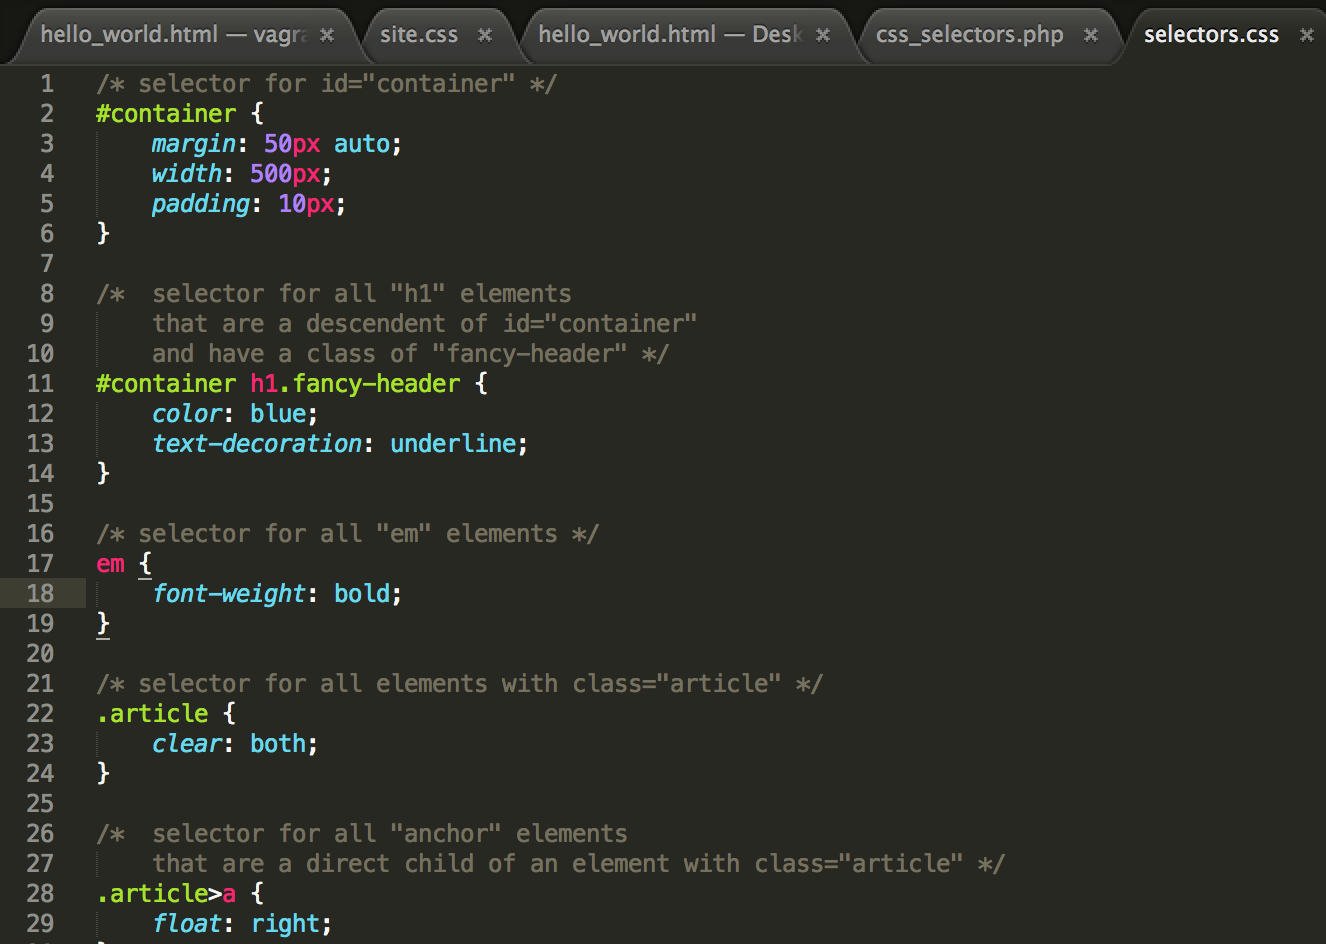 hello_world.html — vagra × site.css × hello_world.html — Desk × css_selectors.php × selectors.css ×
1 /* selector for id="container" */
2 #container {
3     margin: 50px auto;
4     width: 500px;
5     padding: 10px;
6 }
7
8 /*  selector for all "h1" elements
9     that are a descendent of id="container"
10     and have a class of "fancy-header" */
11 #container h1.fancy-header {
12     color: blue;
13     text-decoration: underline;
14 }
15
16 /* selector for all "em" elements */
17 em {
18     font-weight: bold;
19 }
20
21 /* selector for all elements with class="article" */
22 .article {
23     clear: both;
24 }
25
26 /*  selector for all "anchor" elements
27     that are a direct child of an element with class="article" */
28 .article>a {
29     float: right;